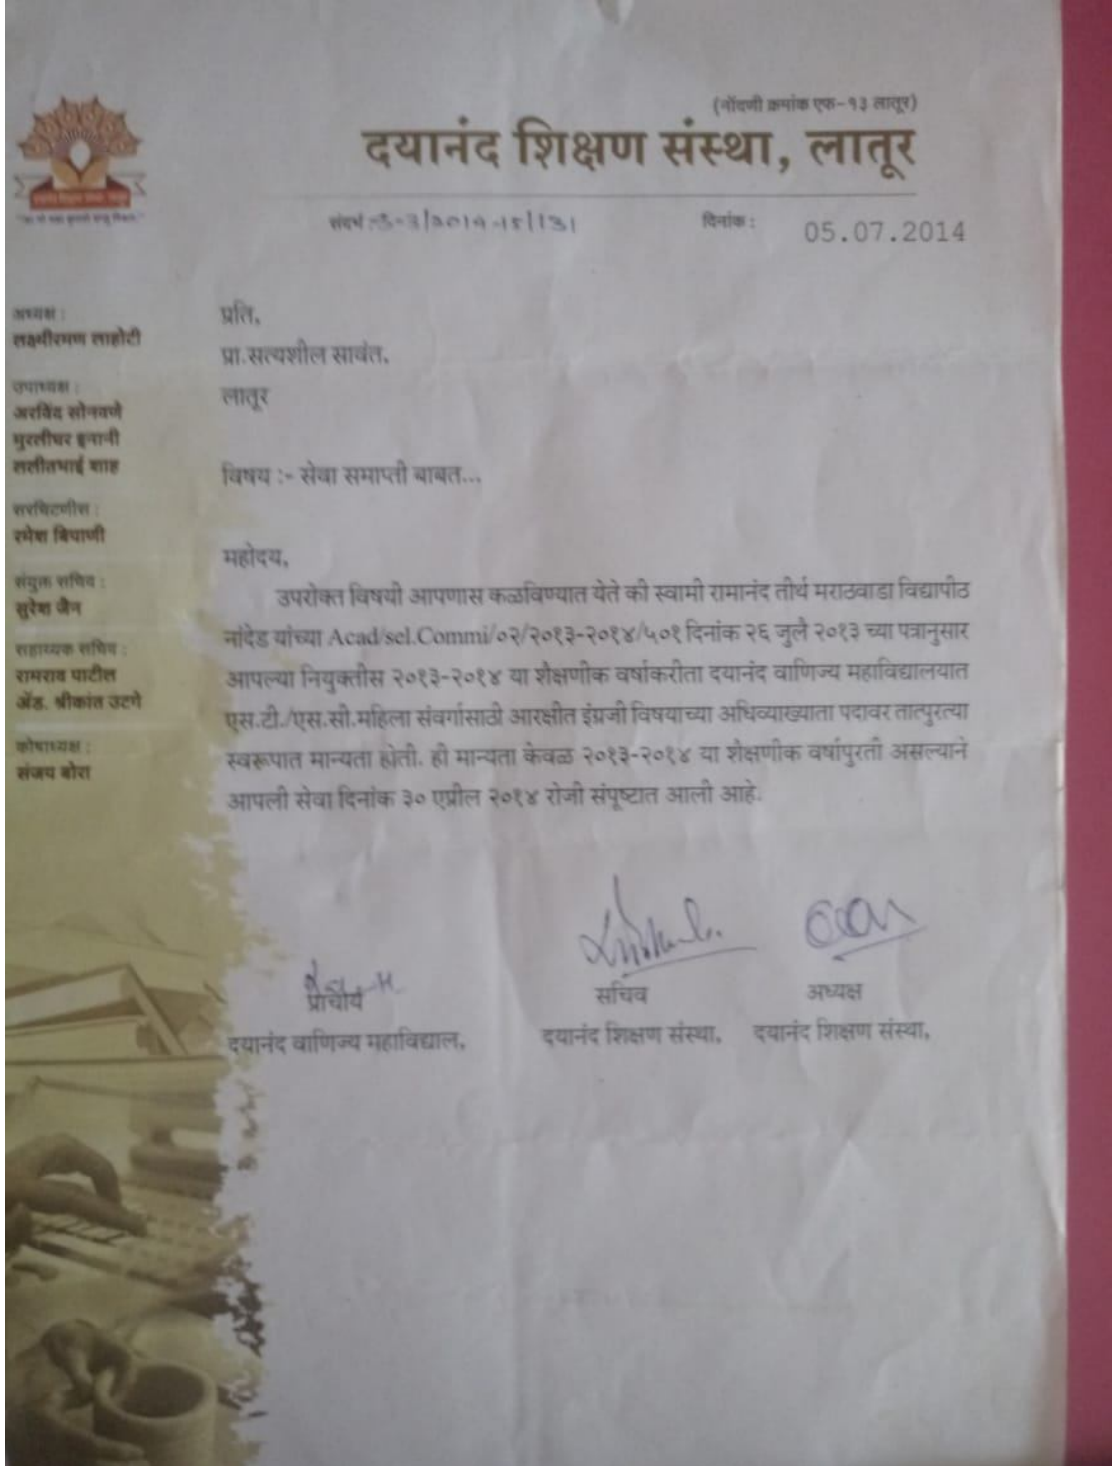 (नोंदणी क्रमांक एफ-१३ लातूर)
दयानंद शिक्षण संस्था, लातूर
संदर्भ :
दिनांक : 05.07.2014
अध्यक्ष :
लक्ष्मीरमण लाहोटी
उपाध्यक्ष :
अरविंद सोनवणे
मुरलीधर इनानी
ललीतभाई शाह
सरचिटणीस :
रमेश बियाणी
संयुक्त सचिव :
सुरेश जैन
सहाय्यक सचिव :
रामराव पाटील
ॲड. श्रीकांत उटगे
कोषाध्यक्ष :
संजय बोरा
प्रति,
प्रा.सत्यशील सावंत,
लातूर
विषय :- सेवा समाप्ती बाबत...
महोदय,
उपरोक्त विषयी आपणास कळविण्यात येते की स्वामी रामानंद तीर्थ मराठवाडा विद्यापीठ
नांदेड यांच्या Acad/sel.Commi/०२/२०१३-२०१४/५०१ दिनांक २६ जुलै २०१३ च्या पत्रानुसार
आपल्या नियुक्तीस २०१३-२०१४ या शैक्षणीक वर्षाकरीता दयानंद वाणिज्य महाविद्यालयात
एस.टी./एस.सी.महिला संवर्गासाठी आरक्षीत इंग्रजी विषयाच्या अधिव्याख्याता पदावर तात्पुरत्या
स्वरूपात मान्यता होती. ही मान्यता केवळ २०१३-२०१४ या शैक्षणीक वर्षापुरती असल्याने
आपली सेवा दिनांक ३० एप्रील २०१४ रोजी संपूष्टात आली आहे.
प्राचार्य
दयानंद वाणिज्य महाविद्याल,
सचिव
दयानंद शिक्षण संस्था,
अध्यक्ष
दयानंद शिक्षण संस्था,